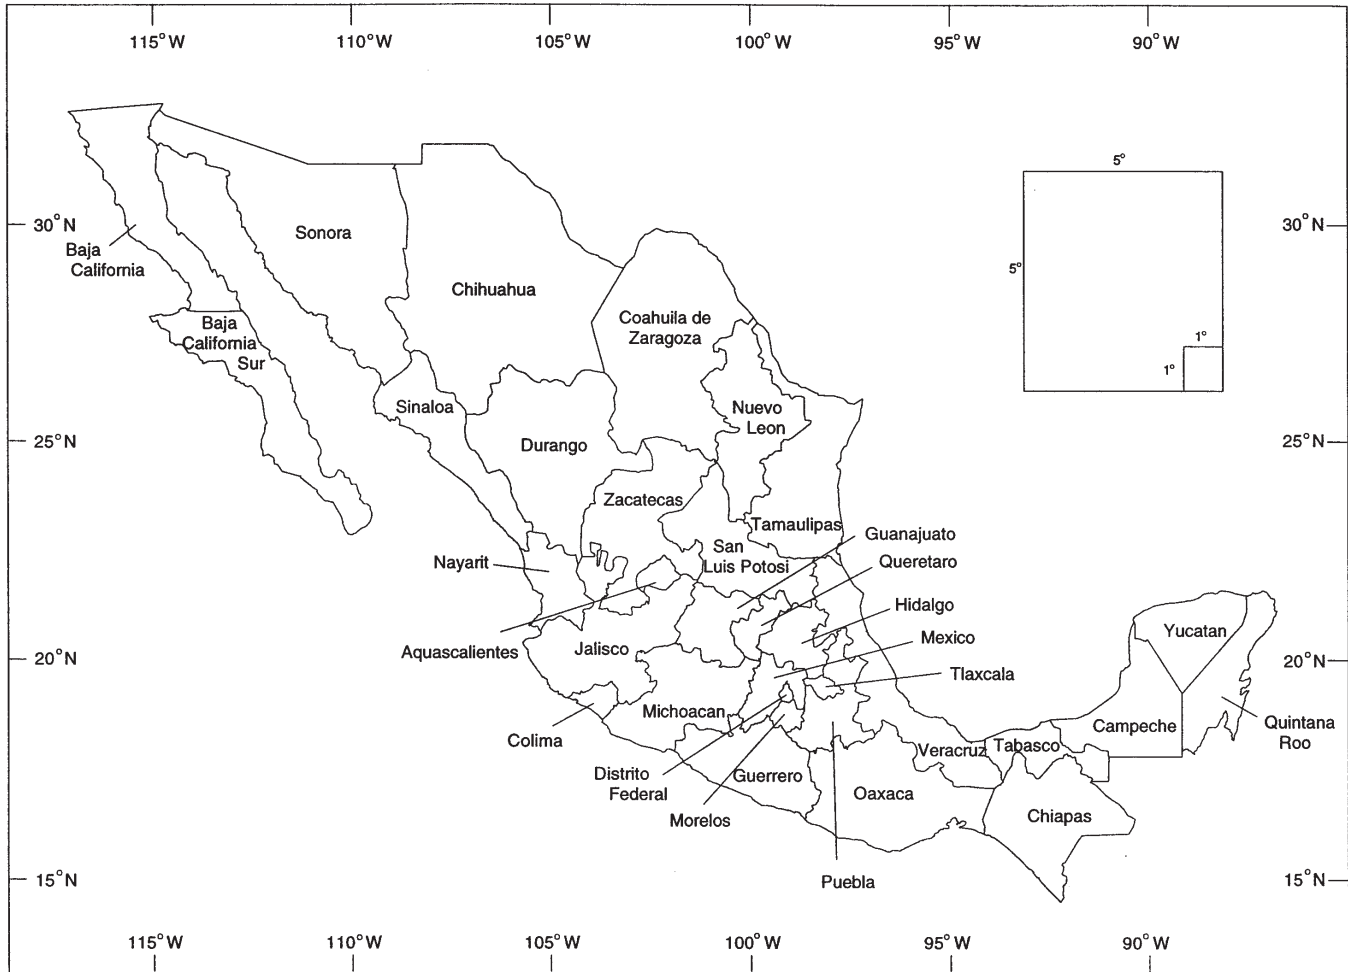 115°W 110°W 105°W 100°W 95°W 90°W
5°
30°N
30°N
Sonora
Baja
California
5°
Chihuahua
Coahuila de
Zaragoza
Baja
California
Sur
1°
1°
Sinaloa
Nuevo
Leon
25°N
Durango
25°N
Zacatecas
Tamaulipas
Guanajuato
San
Luis Potosi
Nayarit
Queretaro
Hidalgo
Yucatan
Mexico
Aquascalientes
Jalisco
20°N
20°N
Tlaxcala
Michoacan
Campeche
Quintana
Roo
Colima
Veracruz
Tabasco
Distrito
Federal
Guerrero
Oaxaca
Morelos
Chiapas
Puebla
15°N
15°N
115°W 110°W 105°W 100°W 95°W 90°W